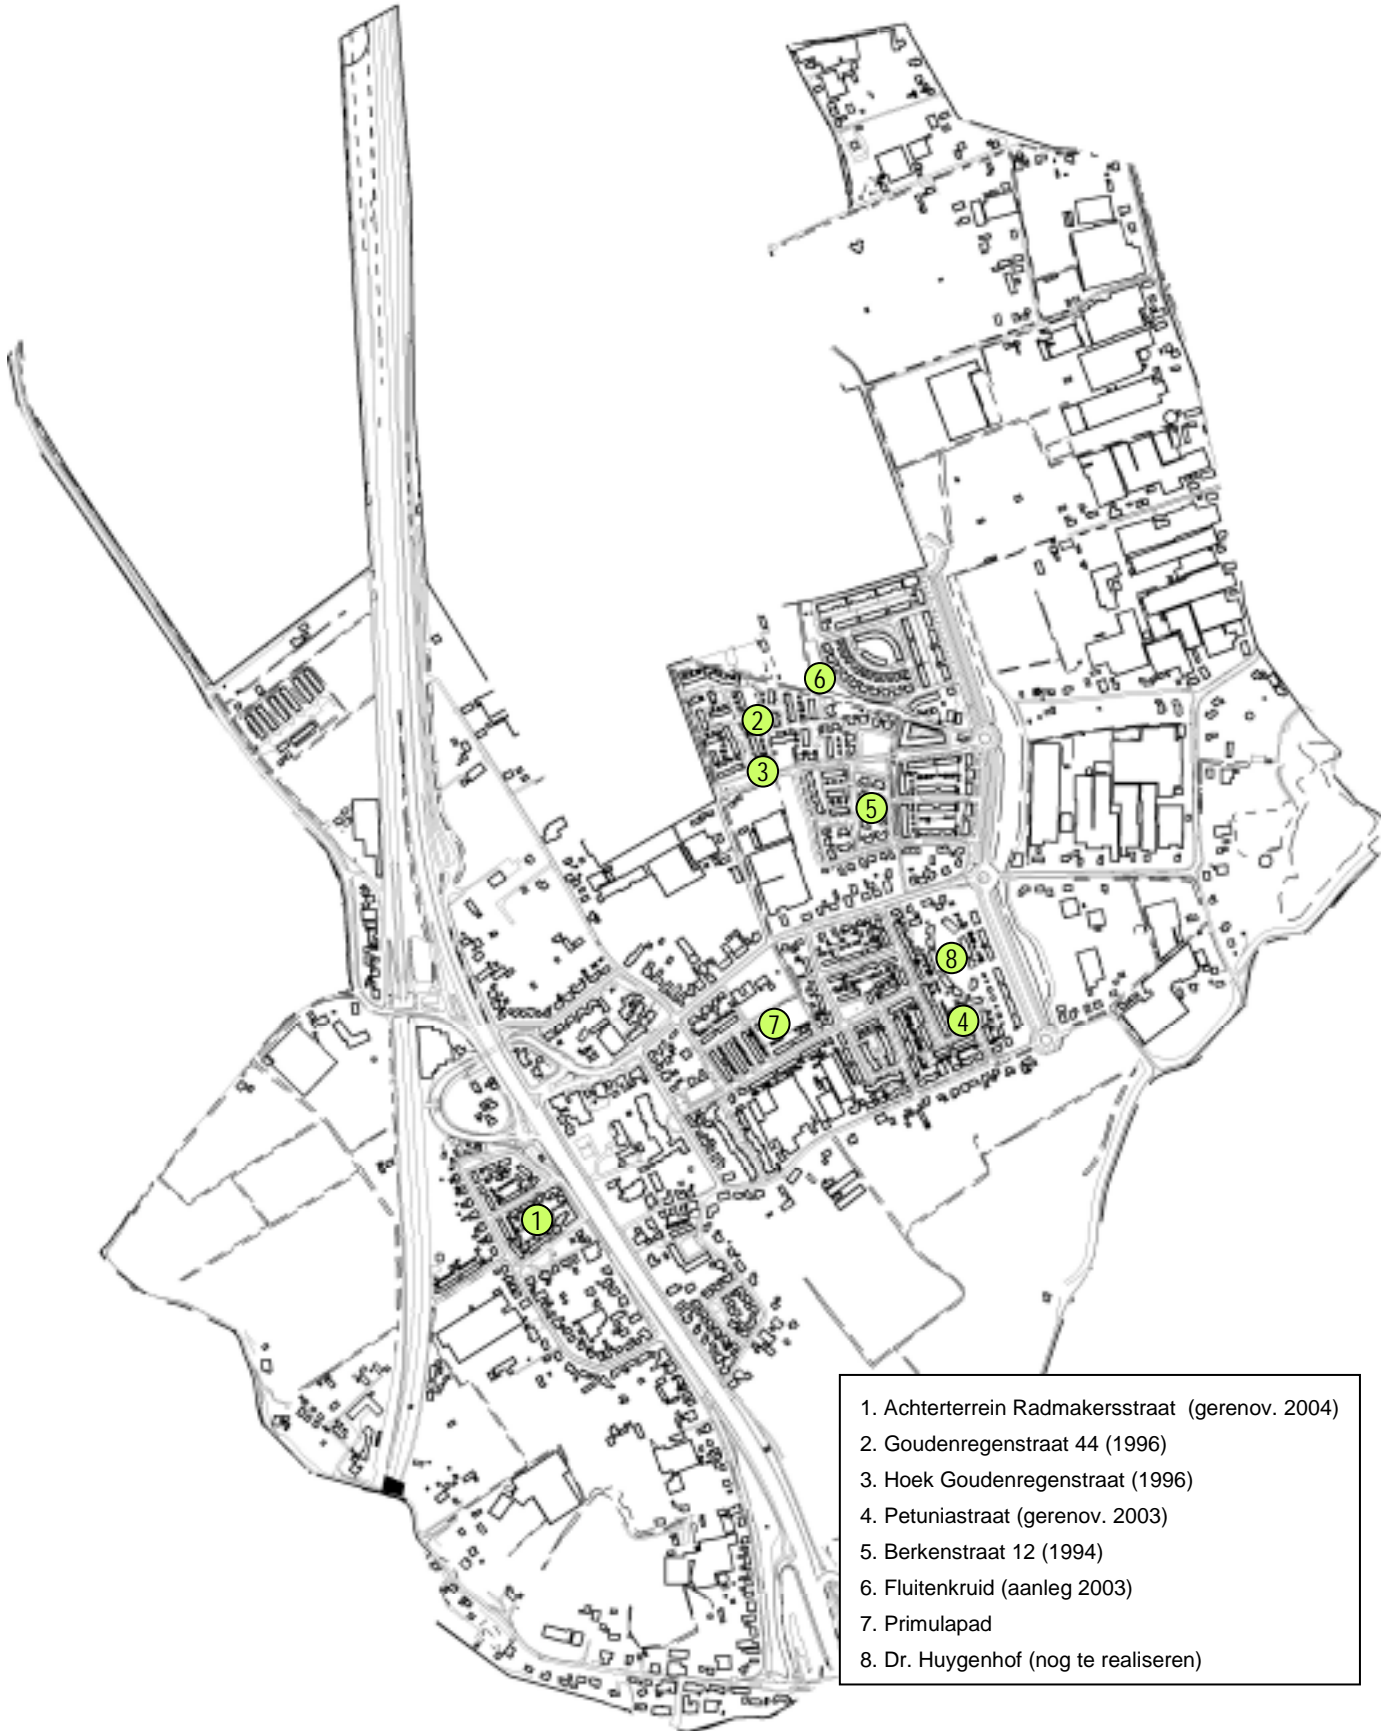 6
2
3
5
8
7
4
1
1. Achterterrein Radmakersstraat (gerenov. 2004)
2. Goudenregenstraat 44 (1996)
3. Hoek Goudenregenstraat (1996)
4. Petuniastraat (gerenov. 2003)
5. Berkenstraat 12 (1994)
6. Fluitenkruid (aanleg 2003)
7. Primulapad
8. Dr. Huygenhof (nog te realiseren)